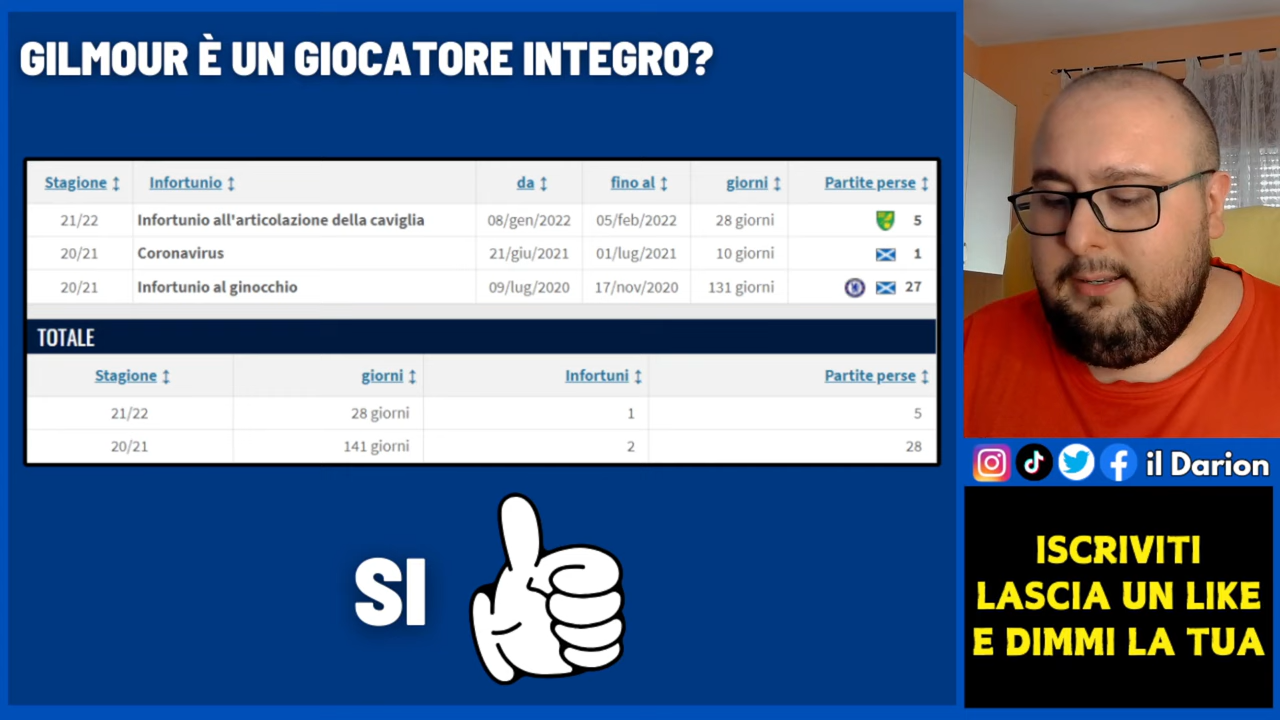 GILMOUR È UN GIOCATORE INTEGRO?
Stagione Infortunio da fino al giorni Partite perse
21/22 Infortunio all'articolazione della caviglia 08/gen/2022 05/feb/2022 28 giorni 5
20/21 Coronavirus 21/giu/2021 01/lug/2021 10 giorni 1
20/21 Infortunio al ginocchio 09/lug/2020 17/nov/2020 131 giorni 27
TOTALE
Stagione giorni Infortuni Partite perse
21/22 28 giorni 1 5
20/21 141 giorni 2 28
SI
il Darion
ISCRIVITI
LASCIA UN LIKE
E DIMMI LA TUA